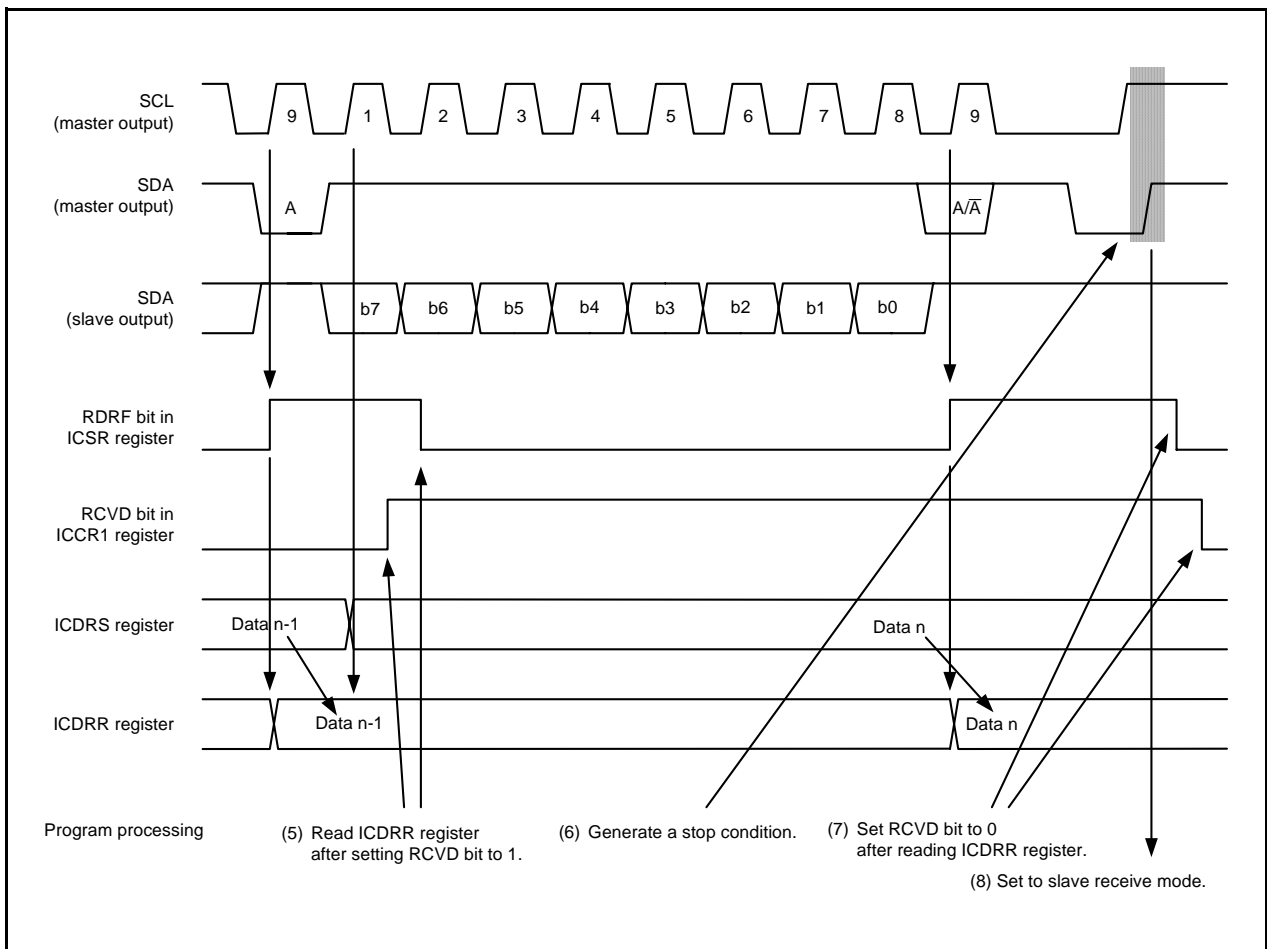 SCL
(master output)
9 1 2 3 4 5 6 7 8 9
SDA
(master output)
A A/A̅
SDA
(slave output)
b7 b6 b5 b4 b3 b2 b1 b0
RDRF bit in
ICSR register
RCVD bit in
ICCR1 register
ICDRS register
Data n-1 Data n
ICDRR register
Data n-1 Data n
Program processing
(5) Read ICDRR register
after setting RCVD bit to 1.
(6) Generate a stop condition.
(7) Set RCVD bit to 0
after reading ICDRR register.
(8) Set to slave receive mode.